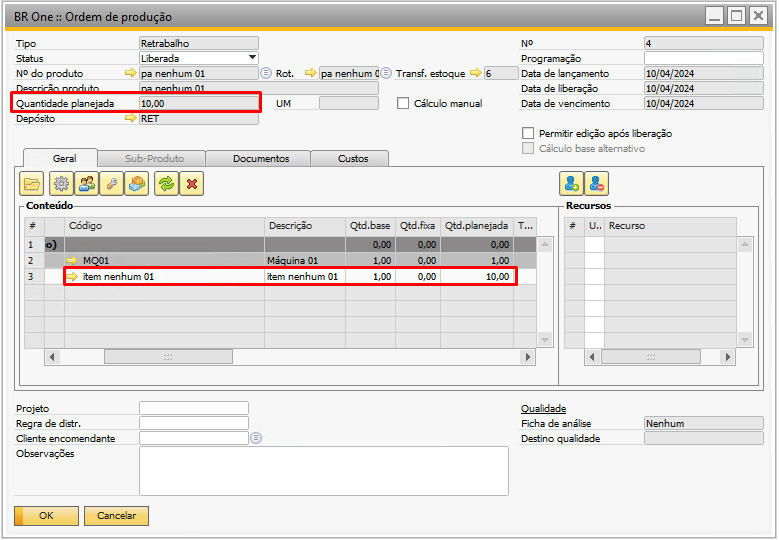 BR One :: Ordem de produção
Tipo Retrabalho Nº 4
Status Liberada Programação
Nº do produto pa nenhum 01 Rot. pa nenhum 0 Transf. estoque 6 Data de lançamento 10/04/2024
Descrição produto pa nenhum 01 Data de liberação 10/04/2024
Quantidade planejada 10,00 UM Cálculo manual Data de vencimento 10/04/2024
Depósito RET
Permitir edição após liberação
Cálculo base alternativo
Geral Sub-Produto Documentos Custos
Conteúdo Recursos
# Código Descrição Qtd.base Qtd.fixa Qtd.planejada T... # U.. Recurso
1 o) 0,00 0,00 0,00
2 MQ01 Máquina 01 1,00 0,00 1,00
3 item nenhum 01 item nenhum 01 1,00 0,00 10,00
Projeto Qualidade
Regra de distr. Ficha de análise Nenhum
Cliente encomendante Destino qualidade
Observações
OK Cancelar